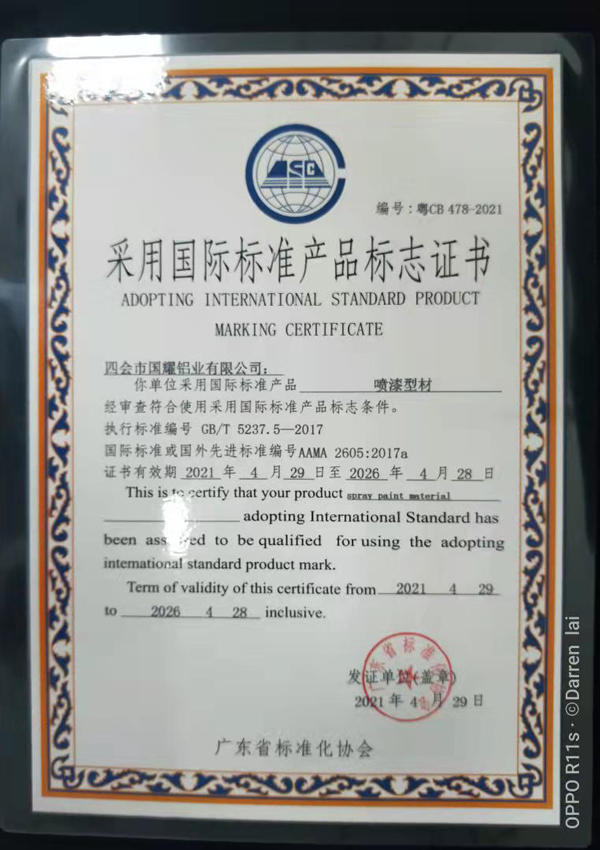 编号：粤CB 478-2021
采用国际标准产品标志证书
ADOPTING INTERNATIONAL STANDARD PRODUCT
MARKING CERTIFICATE
四会市国耀铝业有限公司：
你单位采用国际标准产品 喷漆型材
经审查符合使用采用国际标准产品标志条件。
执行标准编号 GB/T 5237.5—2017
国际标准或国外先进标准编号AAMA 2605:2017a
证书有效期 2021 年 4 月 29 日至 2026 年 4 月 28 日
This is to certify that your product spray paint material
adopting International Standard has
been to be qualified for using the adopting
international standard product mark.
Term of validity of this certificate from 2021 4 29
to 2026 4 28 inclusive.
发证单位(盖章)
2021 年 4 月 29 日
广东省标准化协会
广东省标准化协会
OPPO R11s · ©Darren lai